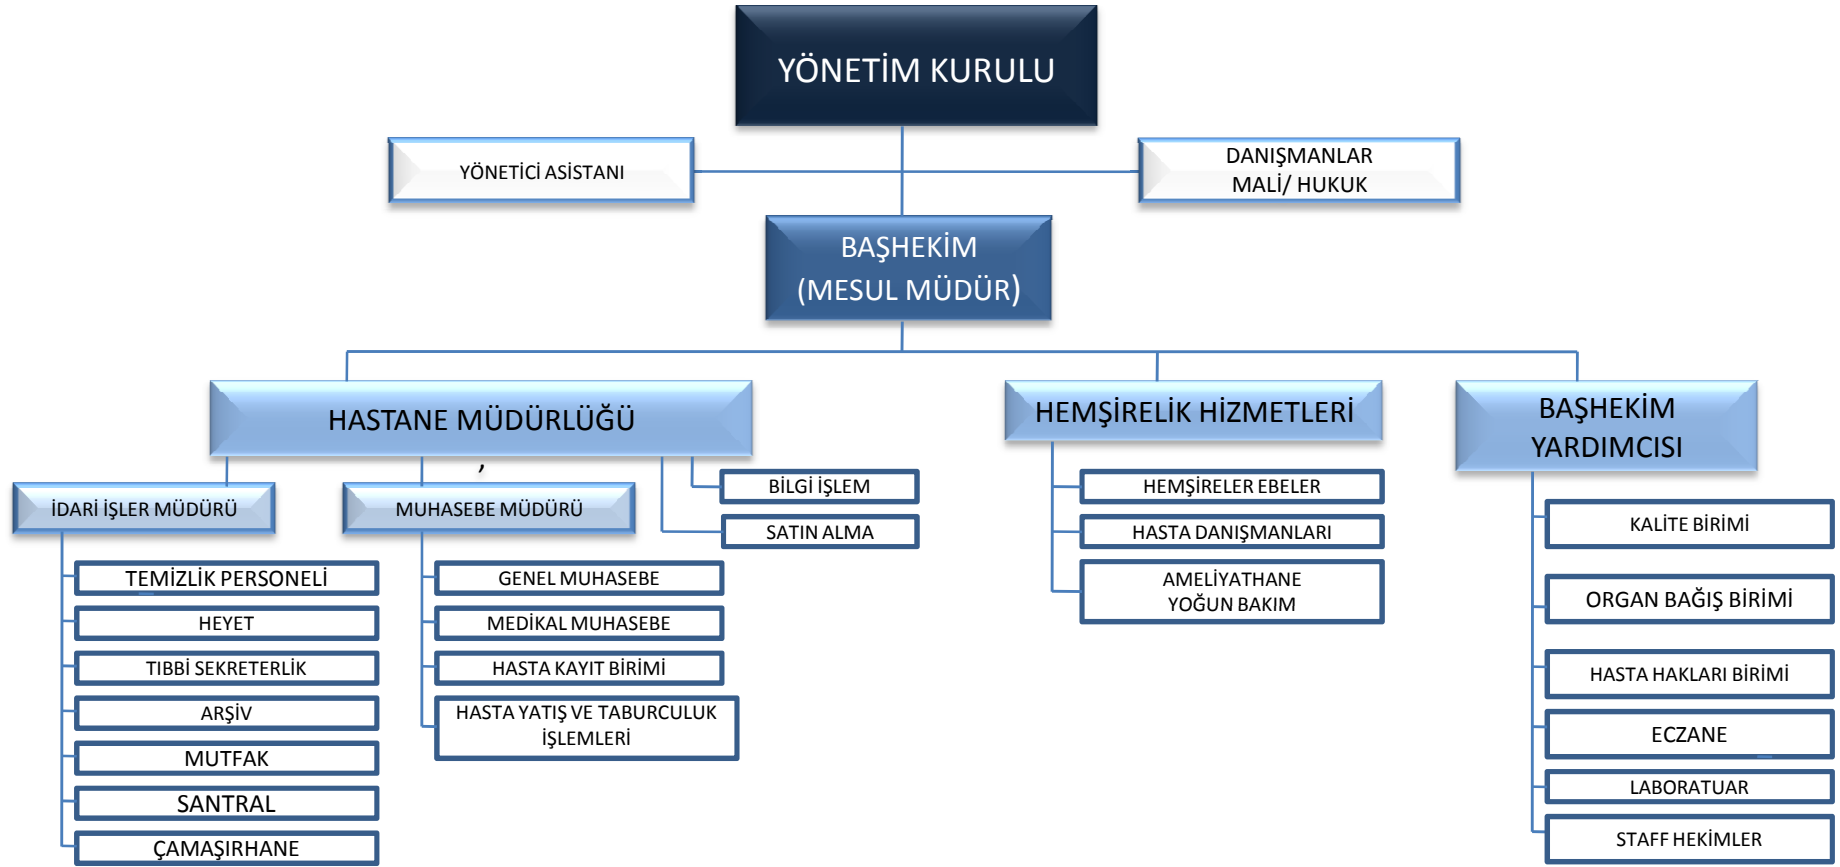 YÖNETİM KURULU
YÖNETİCİ ASİSTANI
DANIŞMANLAR
MALİ/ HUKUK
BAŞHEKİM
(MESUL MÜDÜR)
HASTANE MÜDÜRLÜĞÜ
,
HEMŞİRELİK HİZMETLERİ
BAŞHEKİM
YARDIMCISI
İDARİ İŞLER MÜDÜRÜ
TEMİZLİK PERSONELİ
HEYET
TIBBİ SEKRETERLİK
ARŞİV
MUTFAK
SANTRAL
ÇAMAŞIRHANE
MUHASEBE MÜDÜRÜ
GENEL MUHASEBE
MEDİKAL MUHASEBE
HASTA KAYIT BİRİMİ
HASTA YATIŞ VE TABURCULUK
İŞLEMLERİ
BİLGİ İŞLEM
SATIN ALMA
HEMŞİRELER EBELER
HASTA DANIŞMANLARI
AMELİYATHANE
YOĞUN BAKIM
KALİTE BİRİMİ
ORGAN BAĞIŞ BİRİMİ
HASTA HAKLARI BİRİMİ
ECZANE
LABORATUAR
STAFF HEKİMLER